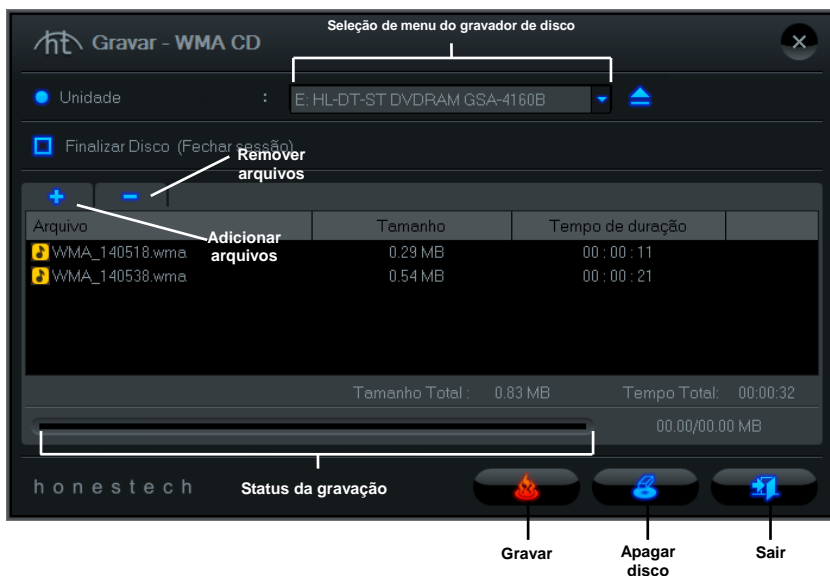 Seleção de menu do gravador de disco
ht Gravar - WMA CD
Unidade : E: HL-DT-ST DVDRAM GSA-4160B
Finalizar Disco (Fechar sessão)
Remover
arquivos
Adicionar
arquivos
Arquivo Tamanho Tempo de duração
WMA_140518.wma 0.29 MB 00 : 00 : 11
WMA_140538.wma 0.54 MB 00 : 00 : 21
Tamanho Total : 0.83 MB Tempo Total: 00:00:32
00.00/00.00 MB
honestech
Status da gravação
Gravar
Apagar
disco
Sair